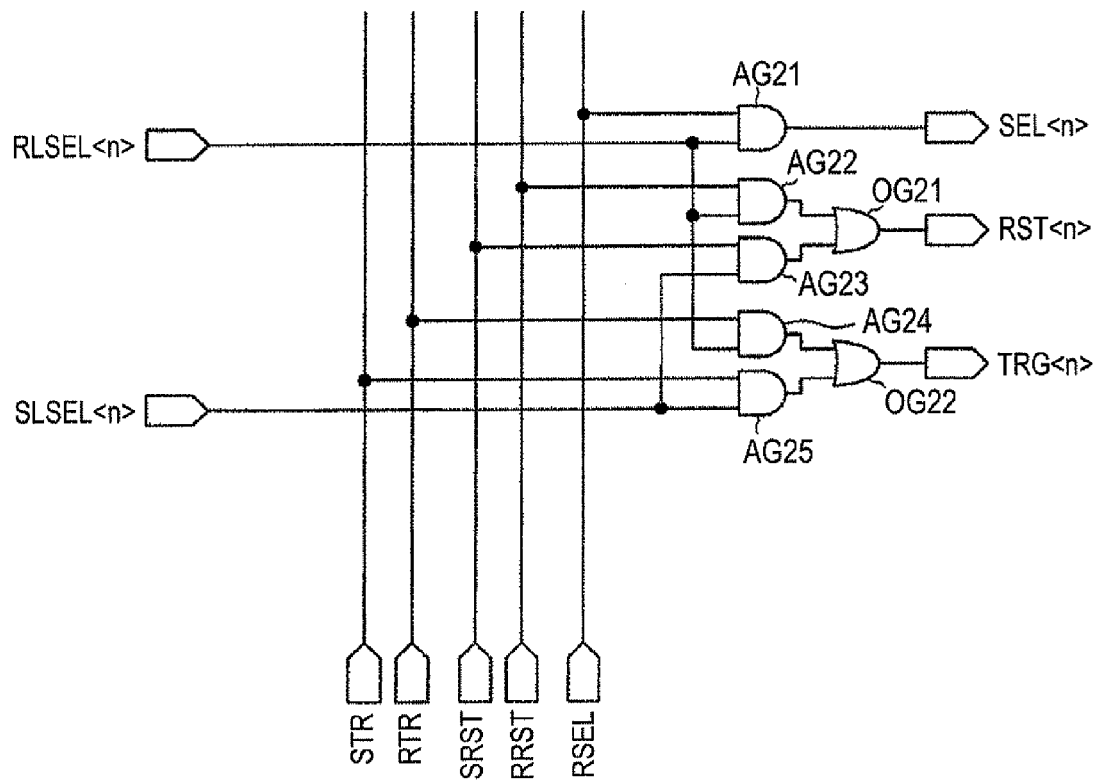 AG21
RLSEL<n>
SEL<n>
AG22
OG21
RST<n>
AG23
AG24
TRG<n>
SLSEL<n>
OG22
AG25
STR
RTR
SRST
RRST
RSEL